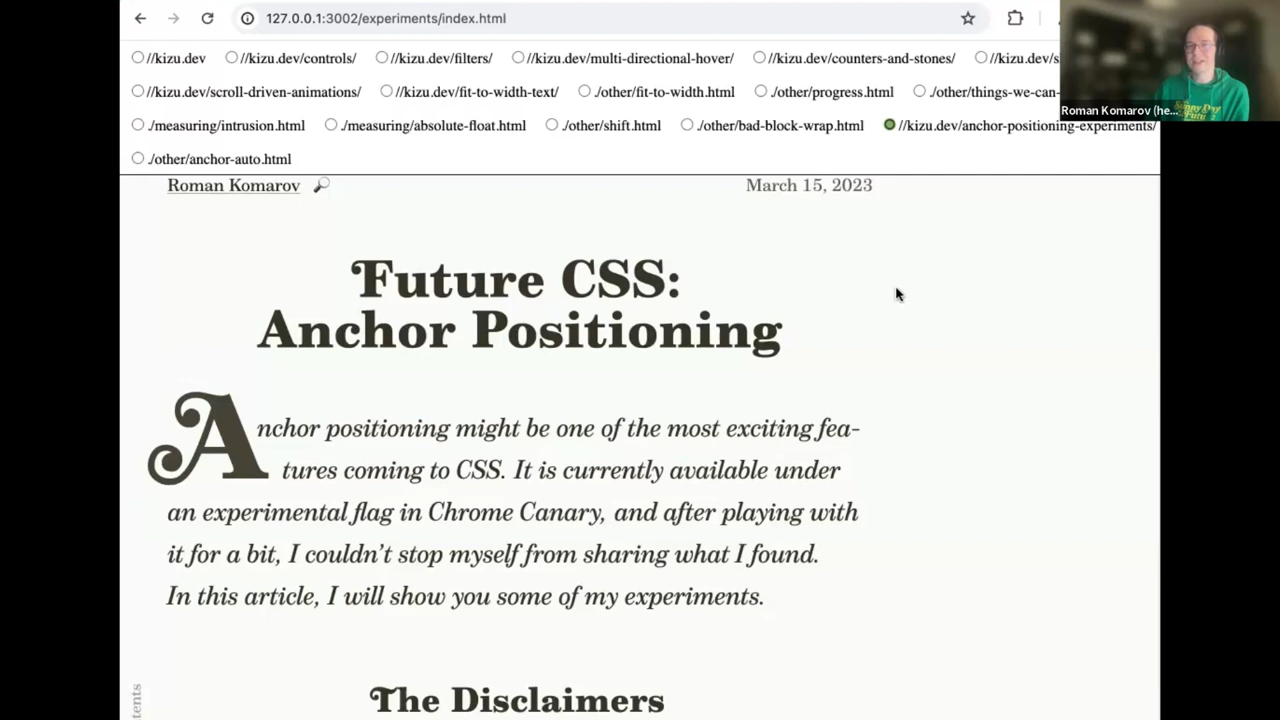 127.0.0.1:3002/experiments/index.html
//kizu.dev //kizu.dev/controls/ //kizu.dev/filters/ //kizu.dev/multi-directional-hover/ //kizu.dev/counters-and-stones/
//kizu.dev/scroll-driven-animations/ //kizu.dev/fit-to-width-text/ ./other/fit-to-width.html ./other/progress.html ./other/things-we-can-
./measuring/intrusion.html ./measuring/absolute-float.html ./other/shift.html ./other/bad-block-wrap.html //kizu.dev/anchor-positioning-experiments/
./other/anchor-auto.html
Sunny Day
Roman Komarov (he...
Roman Komarov March 15, 2023
Future CSS:
Anchor Positioning
Anchor positioning might be one of the most exciting fea-
tures coming to CSS. It is currently available under
an experimental flag in Chrome Canary, and after playing with
it for a bit, I couldn't stop myself from sharing what I found.
In this article, I will show you some of my experiments.
The Disclaimers